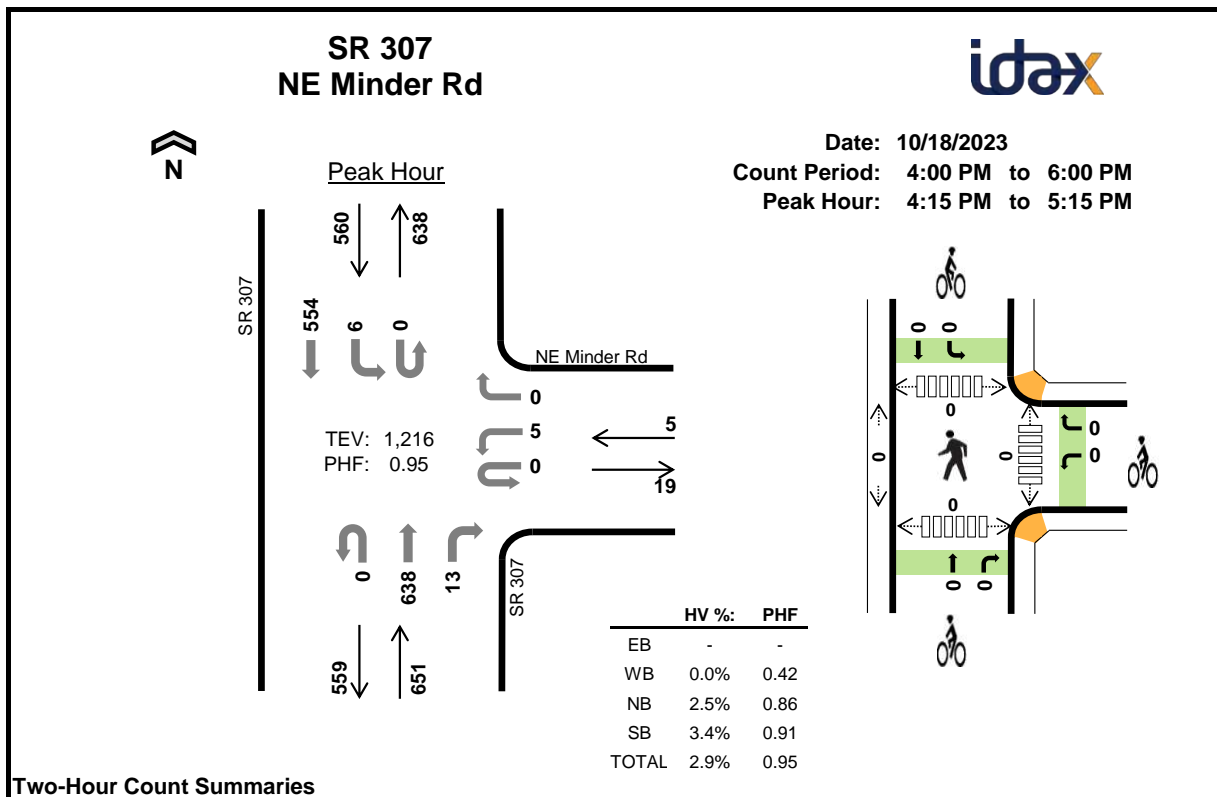 SR 307
NE Minder Rd
idax
N
Peak Hour
Date: 10/18/2023
Count Period: 4:00 PM to 6:00 PM
Peak Hour: 4:15 PM to 5:15 PM
560
638
SR 307
554
6
0
NE Minder Rd
0
5
0
5
19
TEV: 1,216
PHF: 0.95
0
638
13
SR 307
559
651
HV %: PHF
EB - -
WB 0.0% 0.42
NB 2.5% 0.86
SB 3.4% 0.91
TOTAL 2.9% 0.95
0
0
0
0
0
0
0
0
0
0
Two-Hour Count Summaries